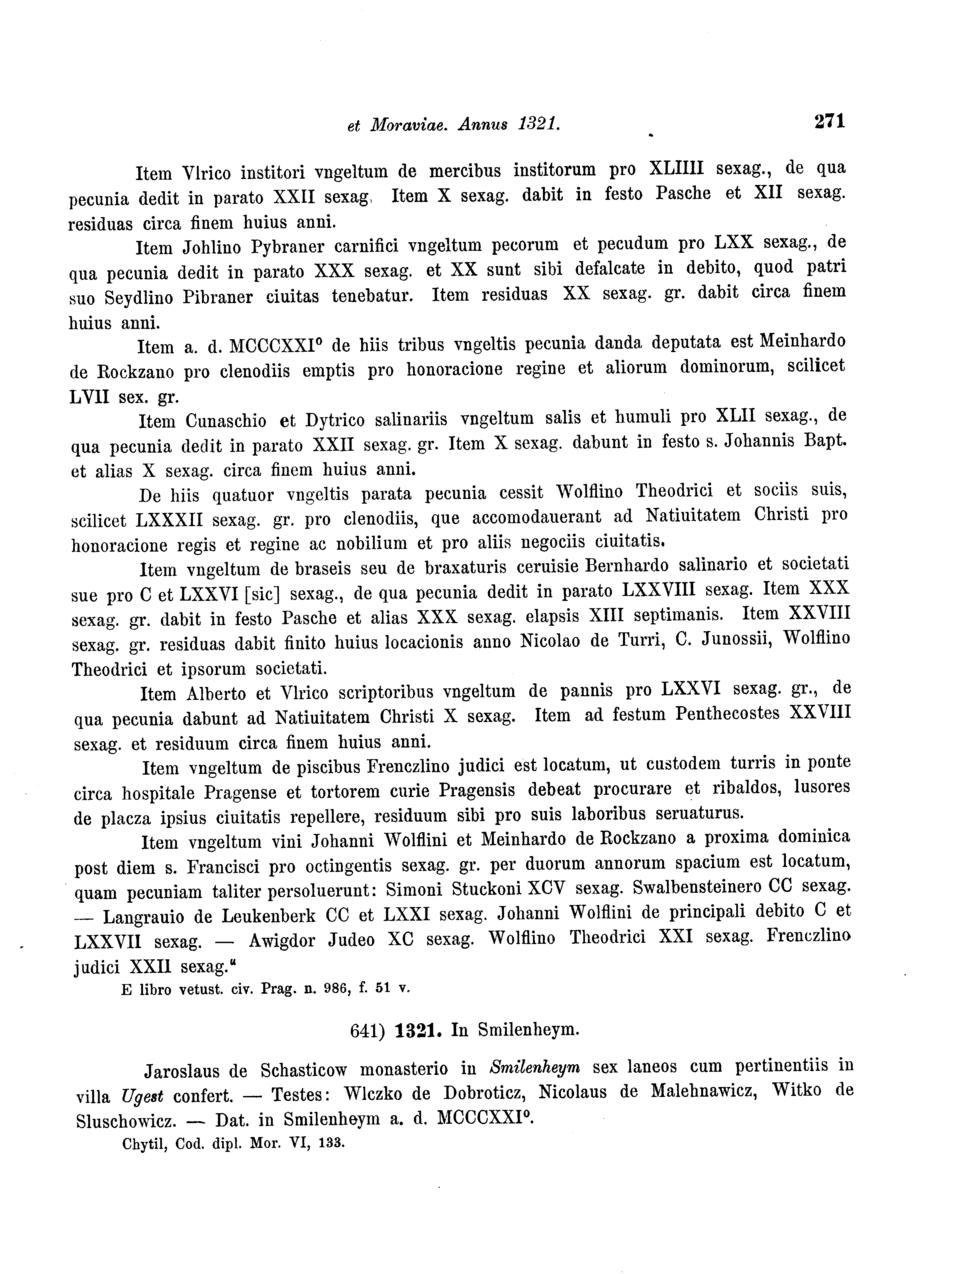 et Moraviae. Annus 1321. 271
Item Vlrico institori vngeltum de mercibus institorum pro XLIIII sexag., de qua
pecunia dedit in parato XXII sexag. Item X sexag. dabit in festo Pasche et XII sexag.
residuas circa finem huius anni.
Item Johlino Pybraner carnifici vngeltum pecorum et pecudum pro LXX sexag., de
qua pecunia dedit in parato XXX sexag. et XX sunt sibi defalcate in debito, quod patri
suo Seydlino Pibraner ciuitas tenebatur. Item residuas XX sexag. gr. dabit circa finem
huius anni.
Item a. d. MCCCXXI⁰ de hiis tribus vngeltis pecunia danda deputata est Meinhardo
de Rockzano pro clenodiis emptis pro honoracione regine et aliorum dominorum, scilicet
LVII sex. gr.
Item Cunaschio et Dytrico salinariis vngeltum salis et humuli pro XLII sexag., de
qua pecunia dedit in parato XXII sexag. gr. Item X sexag. dabunt in festo s. Johannis Bapt.
et alias X sexag. circa finem huius anni.
De hiis quatuor vngeltis parata pecunia cessit Wolflino Theodrici et sociis suis,
scilicet LXXXII sexag. gr. pro clenodiis, que accomodauerant ad Natiuitatem Christi pro
honoracione regis et regine ac nobilium et pro aliis negociis ciuitatis.
Item vngeltum de braseis seu de braxaturis ceruisie Bernhardo salinario et societati
sue pro C et LXXVI [sic] sexag., de qua pecunia dedit in parato LXXVIII sexag. Item XXX
sexag. gr. dabit in festo Pasche et alias XXX sexag. elapsis XIII septimanis. Item XXVIII
sexag. gr. residuas dabit finito huius locacionis anno Nicolao de Turri, C. Junossii, Wolflino
Theodrici et ipsorum societati.
Item Alberto et Vlrico scriptoribus vngeltum de pannis pro LXXVI sexag. gr., de
qua pecunia dabunt ad Natiuitatem Christi X sexag. Item ad festum Penthecostes XXVIII
sexag. et residuum circa finem huius anni.
Item vngeltum de piscibus Frenczlino judici est locatum, ut custodem turris in ponte
circa hospitale Pragense et tortorem curie Pragensis debeat procurare et ribaldos, lusores
de placza ipsius ciuitatis repellere, residuum sibi pro suis laboribus seruaturus.
Item vngeltum vini Johanni Wolflini et Meinhardo de Rockzano a proxima dominica
post diem s. Francisci pro octingentis sexag. gr. per duorum annorum spacium est locatum,
quam pecuniam taliter persoluerunt: Simoni Stuckoni XCV sexag. Swalbensteinero CC sexag.
— Langrauio de Leukenberk CC et LXXI sexag. Johanni Wolflini de principali debito C et
LXXVII sexag. — Awigdor Judeo XC sexag. Wolflino Theodrici XXI sexag. Frenczlino
judici XXII sexag.“
E libro vetust. civ. Prag. n. 986, f. 51 v.
641) 1321. In Smilenheym.
Jaroslaus de Schasticow monasterio in Smilenheym sex laneos cum pertinentiis in
villa Ugest confert. — Testes: Wlczko de Dobroticz, Nicolaus de Malehnawicz, Witko de
Sluschowicz. — Dat. in Smilenheym a. d. MCCCXXI⁰.
Chytil, Cod. dipl. Mor. VI, 133.